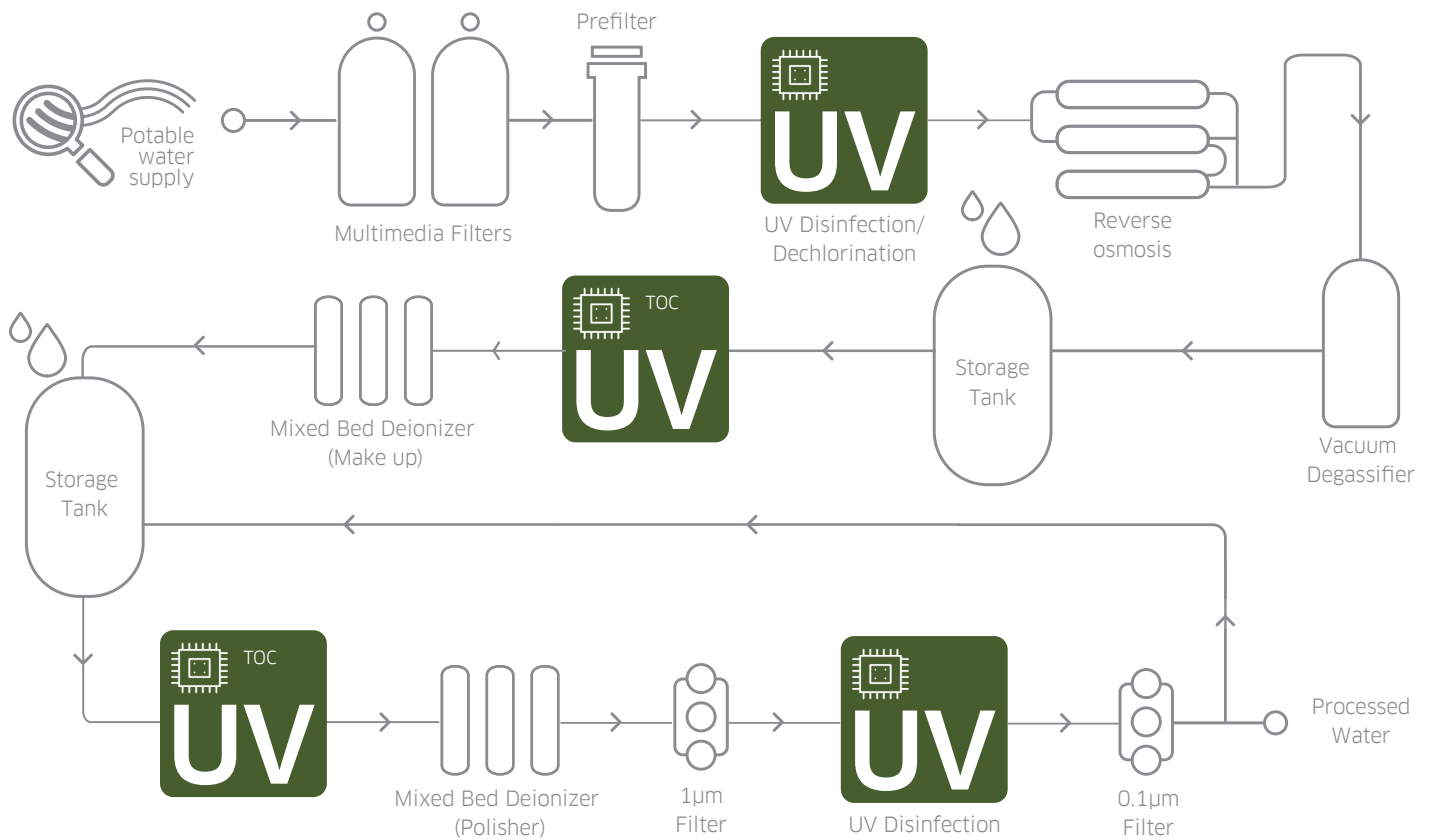 Prefilter
Potable
water
supply
UV
Multimedia Filters
UV Disinfection/
Dechlorination
Reverse
osmosis
TOC
UV
Mixed Bed Deionizer
(Make up)
Storage
Tank
Vacuum
Degassifier
Storage
Tank
TOC
UV
UV
Processed
Water
Mixed Bed Deionizer
(Polisher)
1µm
Filter
UV Disinfection
0.1µm
Filter